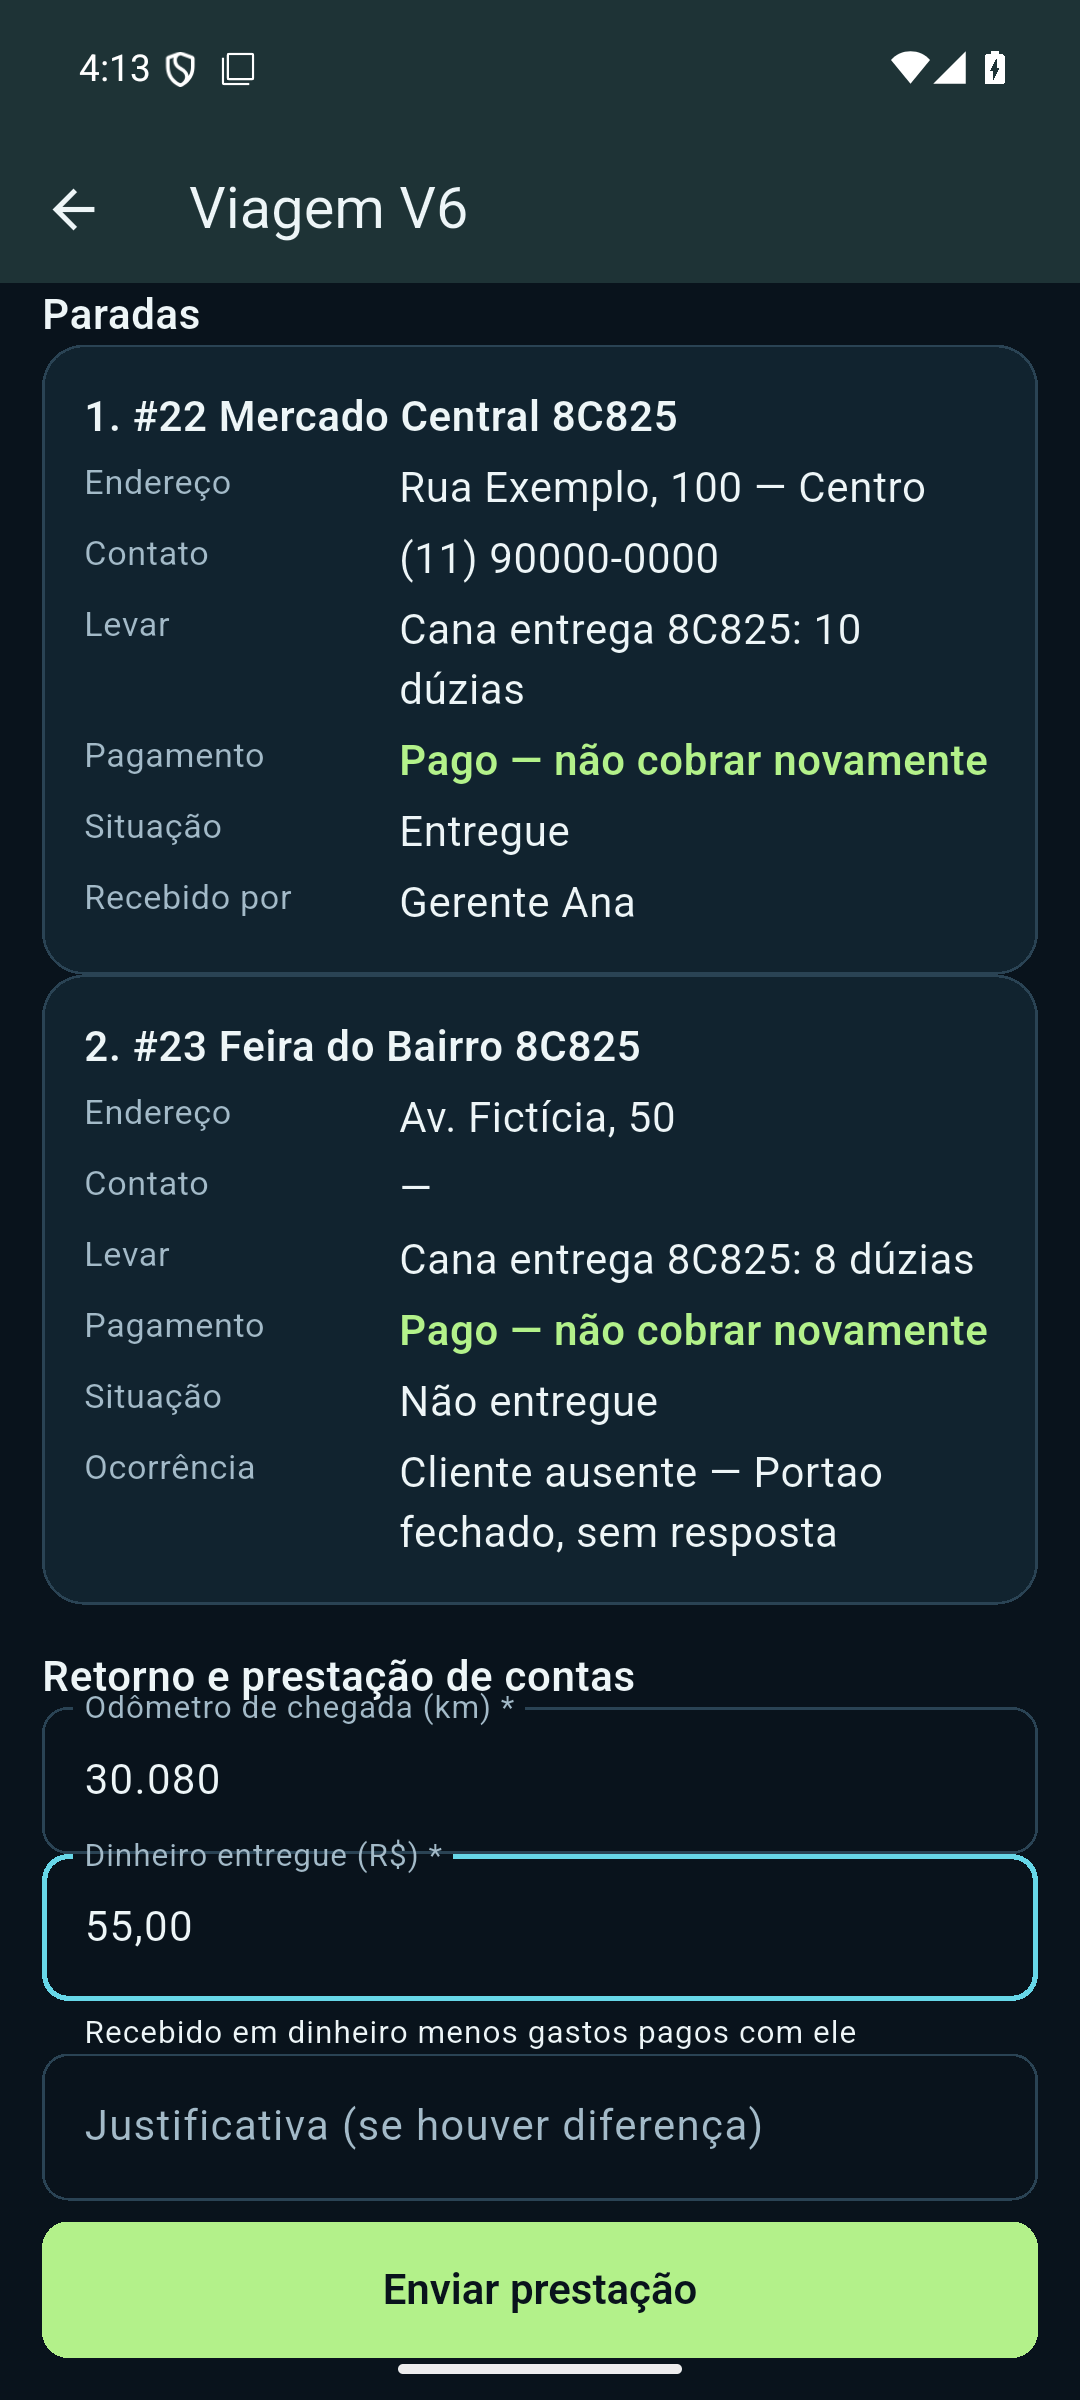 4:13
Viagem V6
Paradas
1. #22 Mercado Central 8C825
Endereço
Rua Exemplo, 100 — Centro
Contato
(11) 90000-0000
Levar
Cana entrega 8C825: 10
dúzias
Pagamento
Pago — não cobrar novamente
Situação
Entregue
Recebido por
Gerente Ana
2. #23 Feira do Bairro 8C825
Endereço
Av. Fictícia, 50
Contato
—
Levar
Cana entrega 8C825: 8 dúzias
Pagamento
Pago — não cobrar novamente
Situação
Não entregue
Ocorrência
Cliente ausente — Portao
fechado, sem resposta
Retorno e prestação de contas
Odômetro de chegada (km) *
30.080
Dinheiro entregue (R$) *
55,00
Recebido em dinheiro menos gastos pagos com ele
Justificativa (se houver diferença)
Enviar prestação